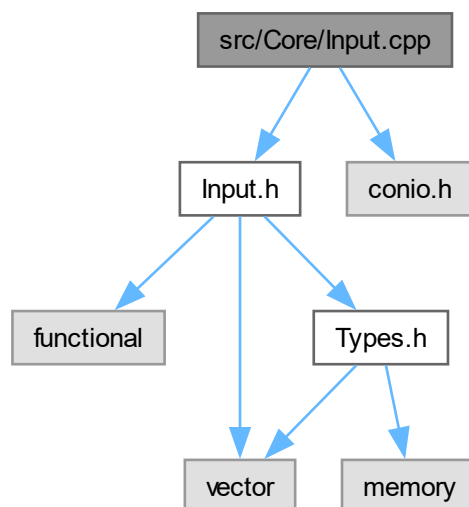 src/Core/Input.cpp
Input.h
conio.h
functional
Types.h
vector
memory